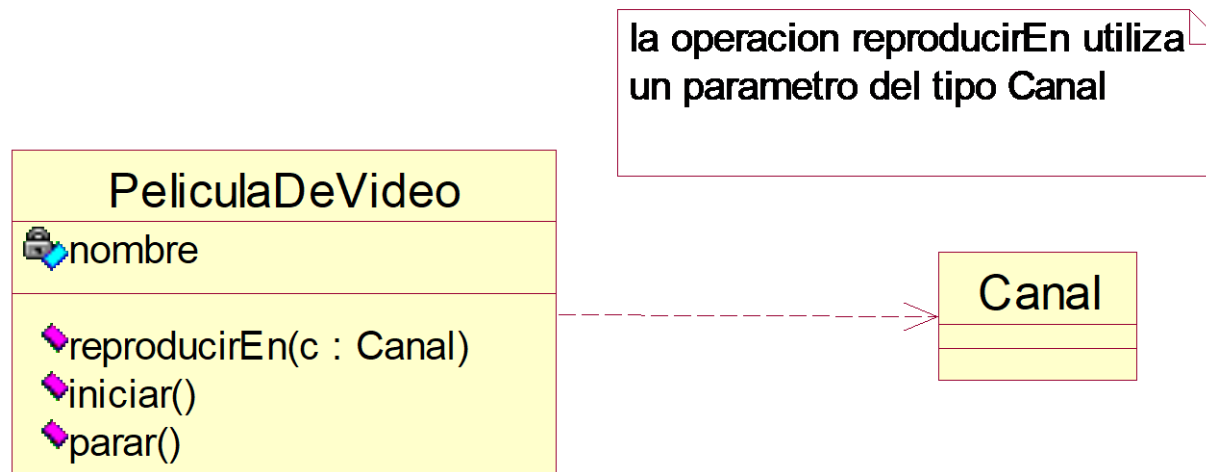 la operacion reproducirEn utiliza
un parametro del tipo Canal
PeliculaDeVideo
nombre
reproducirEn(c : Canal)
iniciar()
parar()
Canal